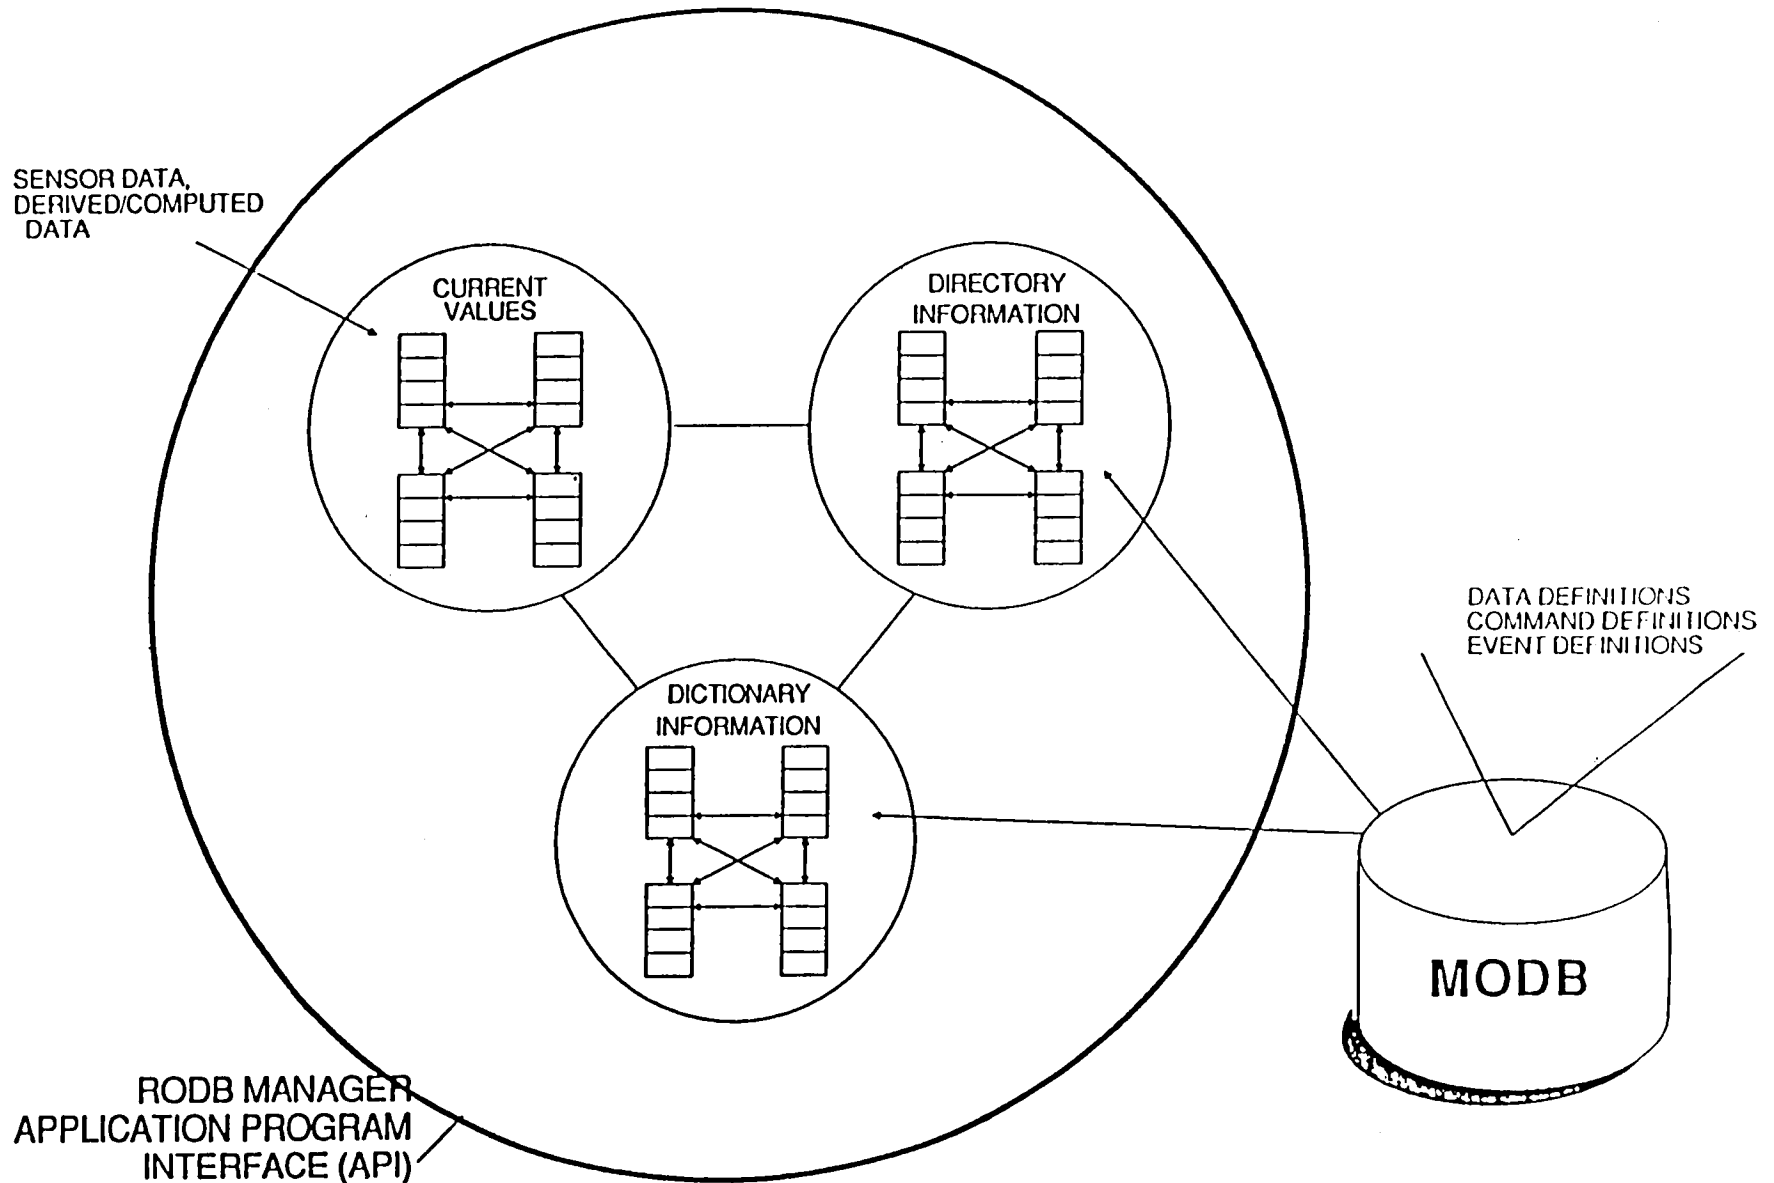 SENSOR DATA,
DERIVED/COMPUTED
DATA
CURRENT
VALUES
DIRECTORY
INFORMATION
DATA DEFINITIONS
COMMAND DEFINITIONS
EVENT DEFINITIONS
DICTIONARY
INFORMATION
MODB
RODB MANAGER
APPLICATION PROGRAM
INTERFACE (API)